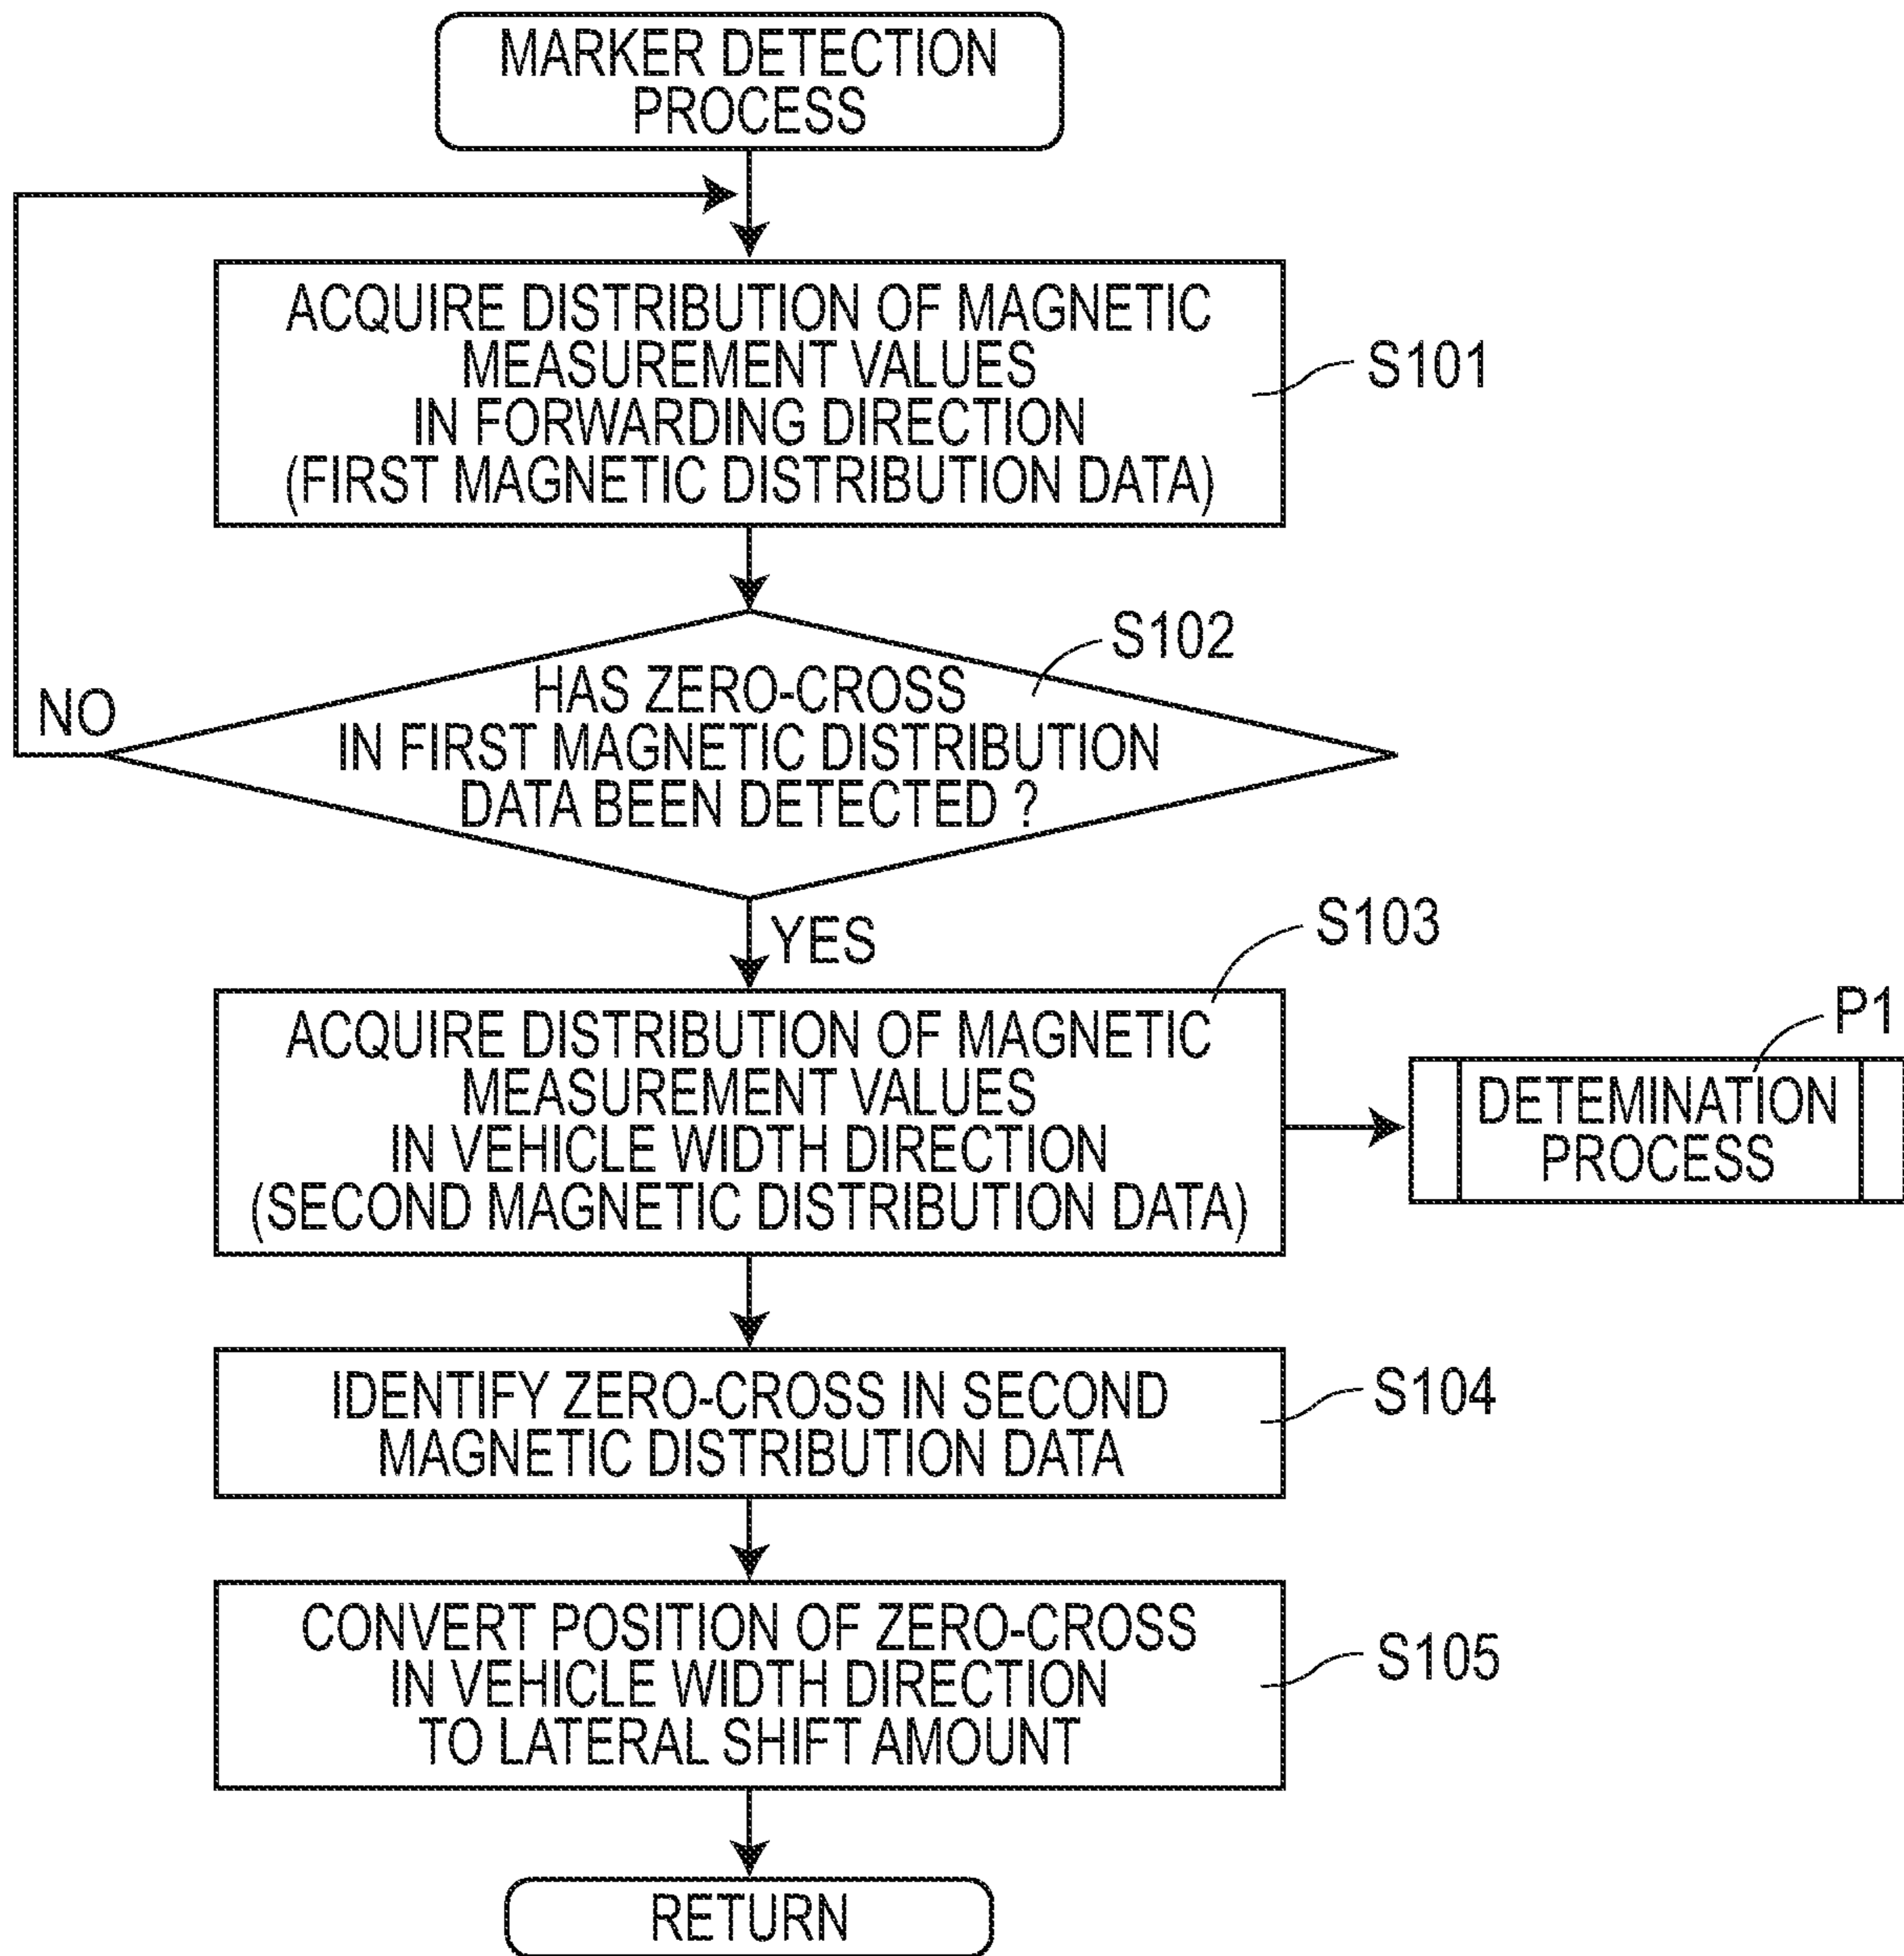 MARKER DETECTION
PROCESS
ACQUIRE DISTRIBUTION OF MAGNETIC
MEASUREMENT VALUES
IN FORWARDING DIRECTION
(FIRST MAGNETIC DISTRIBUTION DATA)
S101
S102
HAS ZERO-CROSS
IN FIRST MAGNETIC DISTRIBUTION
DATA BEEN DETECTED ?
NO
YES
S103
ACQUIRE DISTRIBUTION OF MAGNETIC
MEASUREMENT VALUES
IN VEHICLE WIDTH DIRECTION
(SECOND MAGNETIC DISTRIBUTION DATA)
P1
DETEMINATION
PROCESS
IDENTIFY ZERO-CROSS IN SECOND
MAGNETIC DISTRIBUTION DATA
S104
CONVERT POSITION OF ZERO-CROSS
IN VEHICLE WIDTH DIRECTION
TO LATERAL SHIFT AMOUNT
S105
RETURN